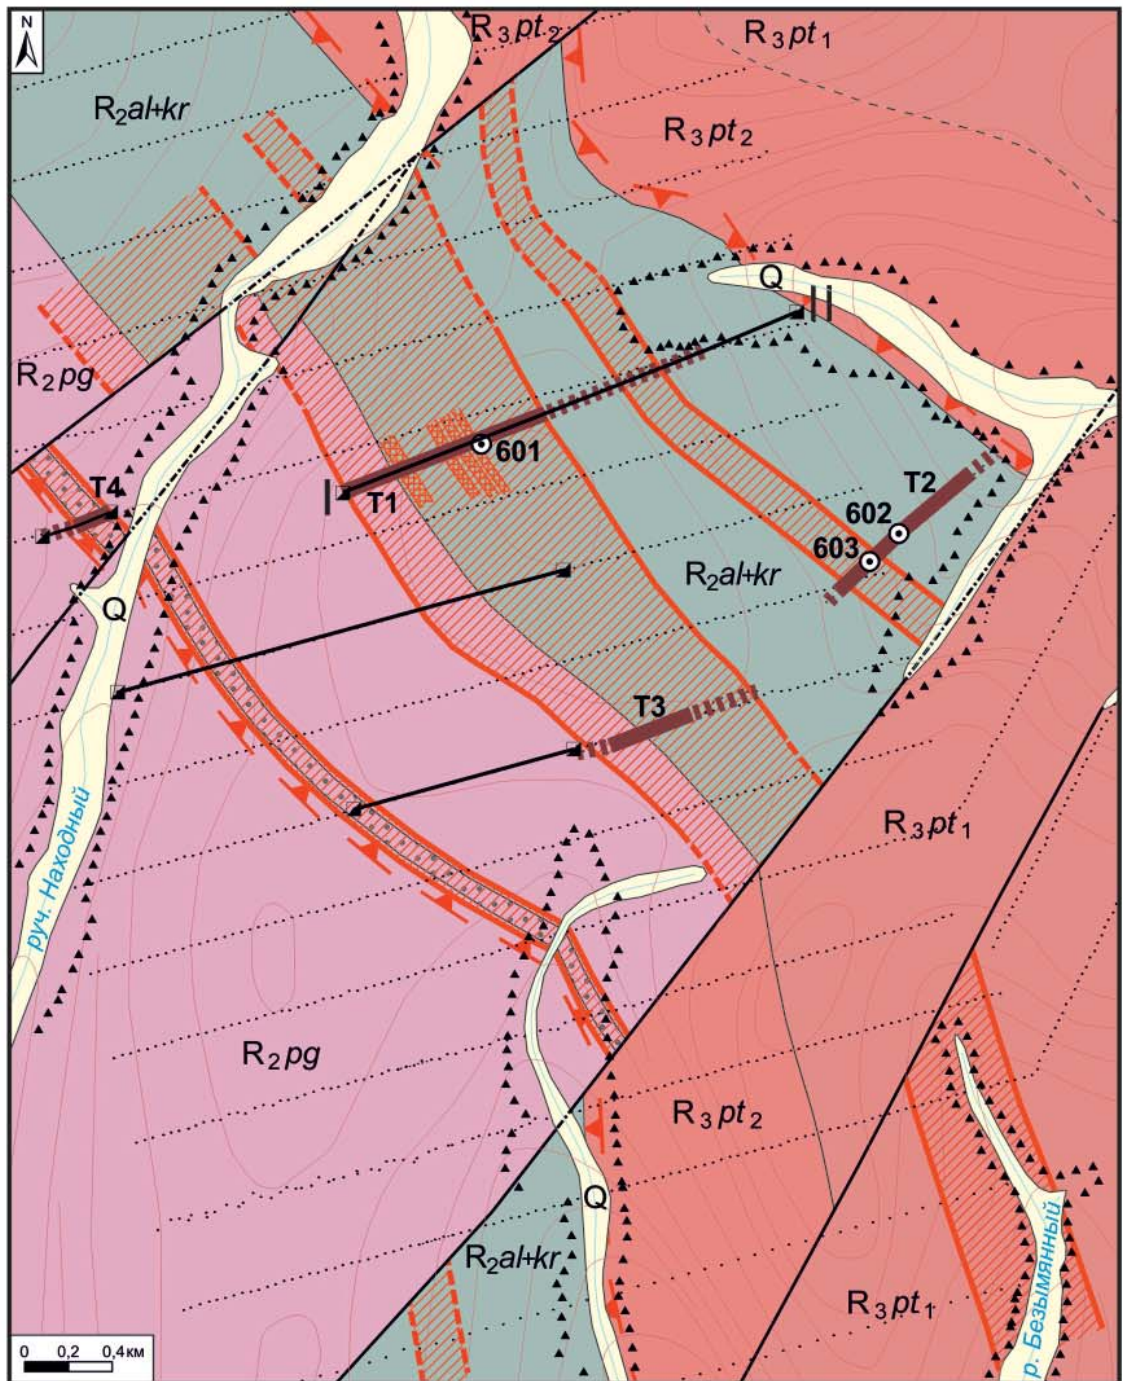 N
R₃pt₂
R₃pt₁
R₂al+kr
R₃pt₂
Q
I I
R₂pg
601
I
T1
T4
T2
602
603
R₂al+kr
Q
T3
R₃pt₁
руч. Находный
R₂pg
R₃pt₂
Q
R₂al+kr
R₃pt₁
р. Безымянный
0 0,2 0,4 км